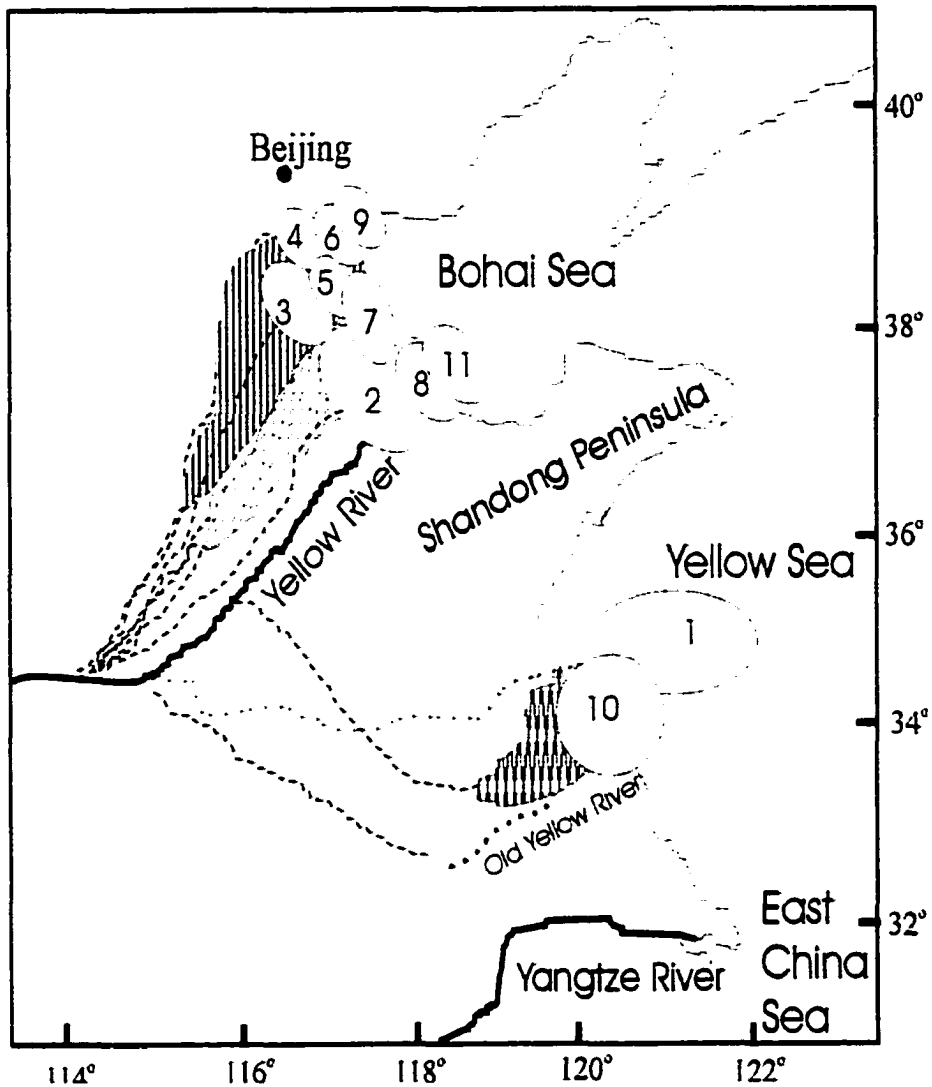 40°
Beijing
4
6
9
5
Bohai Sea
3
7
38°
11
8
2
Shandong Peninsula
Yellow River
36°
Yellow Sea
1
10
34°
Old Yellow River
East
China
Sea
32°
Yangtze River
114°
116°
118°
120°
122°